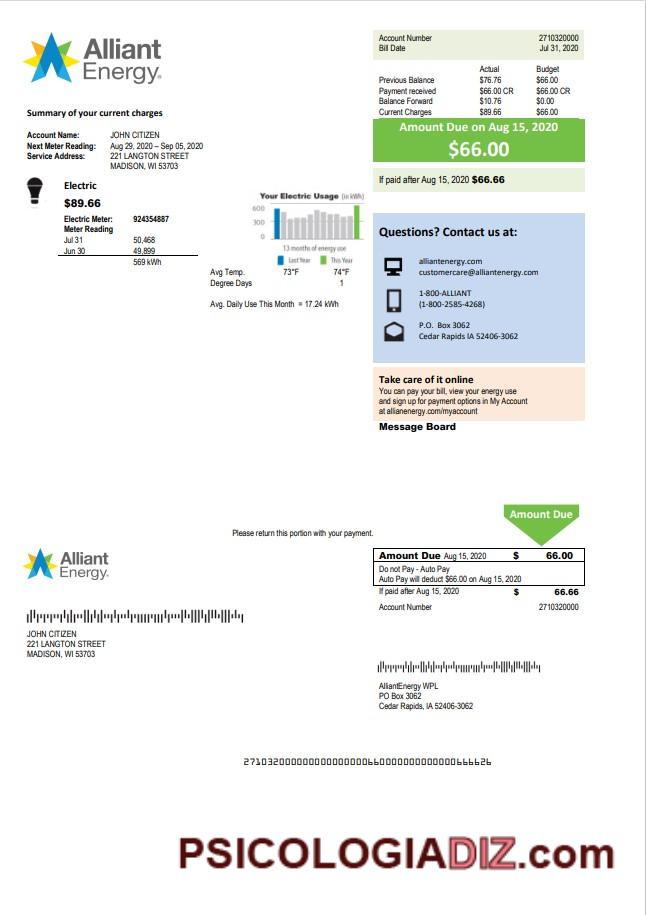 Alliant
Energy®
Account Number 2710320000
Bill Date Jul 31, 2020
Actual Budget
Previous Balance $76.76 $66.00
Payment received $66.00 CR $66.00 CR
Balance Forward $10.76 $0.00
Current Charges $89.66 $66.00
Amount Due on Aug 15, 2020
$66.00
If paid after Aug 15, 2020 $66.66
Summary of your current charges
Account Name: JOHN CITIZEN
Next Meter Reading: Aug 29, 2020 – Sep 05, 2020
Service Address: 221 LANGTON STREET
MADISON, WI 53703
Electric
$89.66
Electric Meter: 924354887
Meter Reading
Jul 31 50,468
Jun 30 49,899
569 kWh
Your Electric Usage (in kWh)
600
300
0
13 months of energy use
Last Year This Year
Avg Temp. 73°F 74°F
Degree Days 1
Avg. Daily Use This Month = 17.24 kWh
Questions? Contact us at:
alliantenergy.com
customercare@alliantenergy.com
1-800-ALLIANT
(1-800-2585-4268)
P.O. Box 3062
Cedar Rapids IA 52406-3062
Take care of it online
You can pay your bill, view your energy use
and sign up for payment options in My Account
at allianenergy.com/myaccount
Message Board
Amount Due
Please return this portion with your payment.
Alliant
Energy®
Amount Due Aug 15, 2020 $ 66.00
Do not Pay - Auto Pay
Auto Pay will deduct $66.00 on Aug 15, 2020
If paid after Aug 15, 2020 $ 66.66
Account Number 2710320000
JOHN CITIZEN
221 LANGTON STREET
MADISON, WI 53703
AlliantEnergy WPL
PO Box 3062
Cedar Rapids, IA 52406-3062
PSICOLOGIADIZ.com